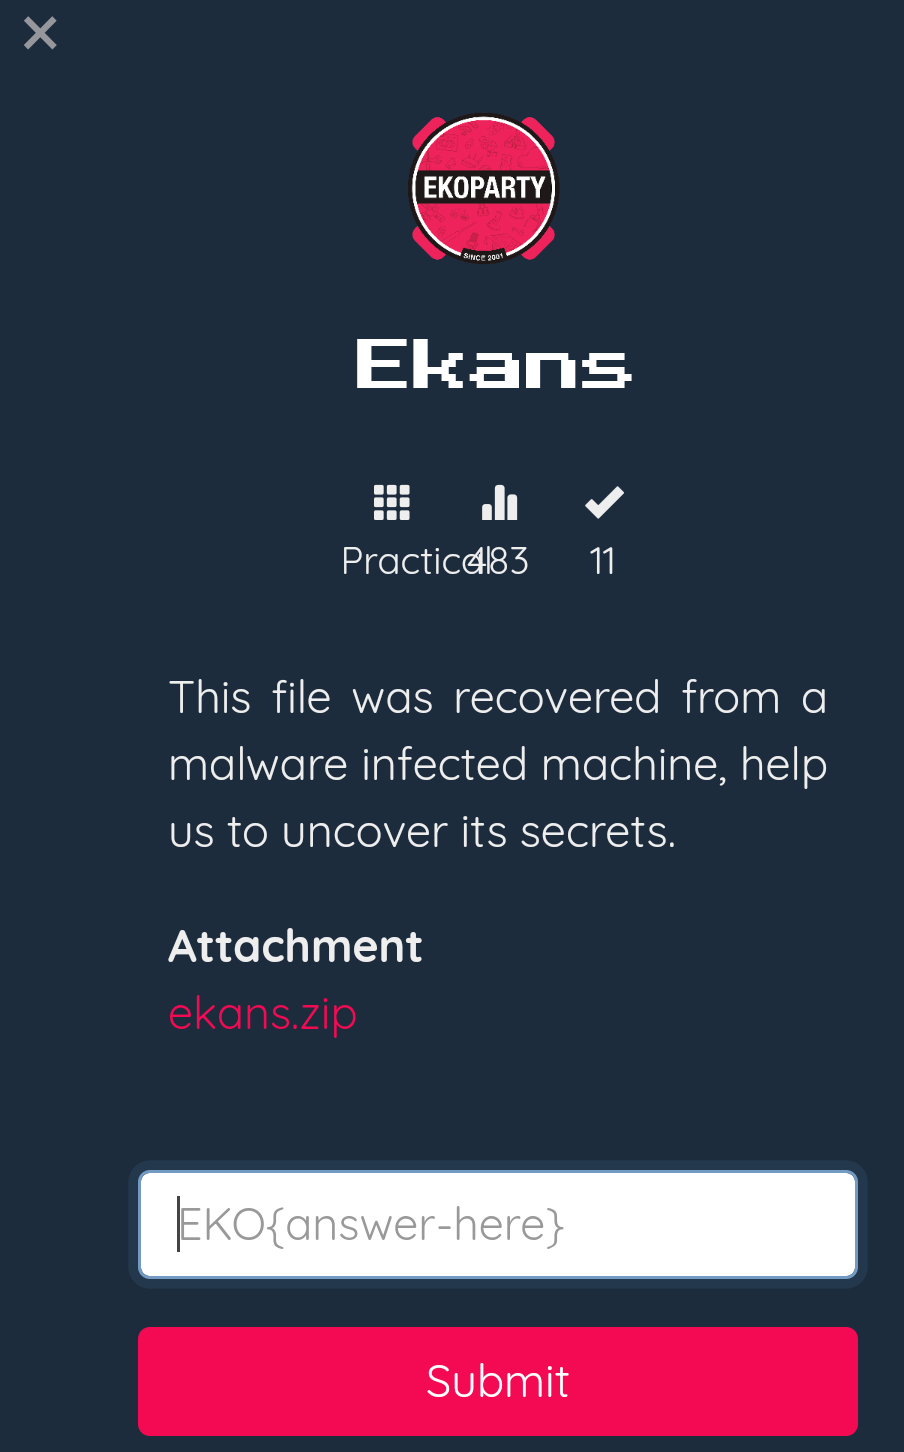 EKOPARTY
SINCE 2001
Ekans
Practical
483
11
This file was recovered from a
malware infected machine, help
us to uncover its secrets.
Attachment
ekans.zip
EKO{answer-here}
Submit